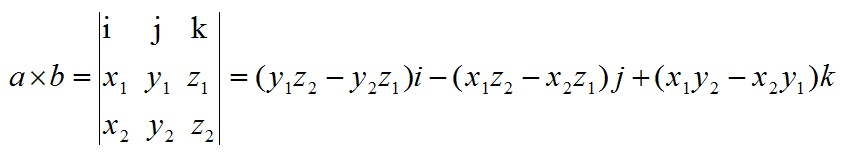 a×b = |i j k; x₁ y₁ z₁; x₂ y₂ z₂| = (y₁z₂ − y₂z₁)i − (x₁z₂ − x₂z₁)j + (x₁y₂ − x₂y₁)k